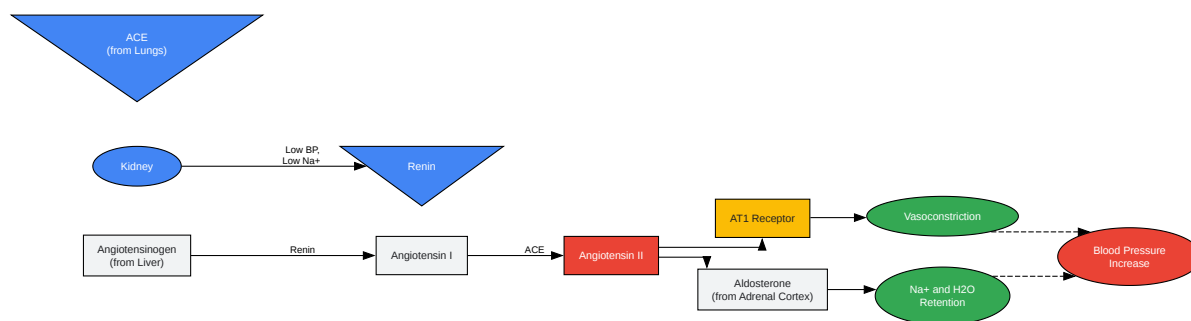 ACE
(from Lungs)
Low BP,
Low Na+
Kidney
Renin
AT1 Receptor
Vasoconstriction
Angiotensinogen
(from Liver)
Renin
Angiotensin I
ACE
Angiotensin II
Blood Pressure
Increase
Aldosterone
(from Adrenal Cortex)
Na+ and H2O
Retention